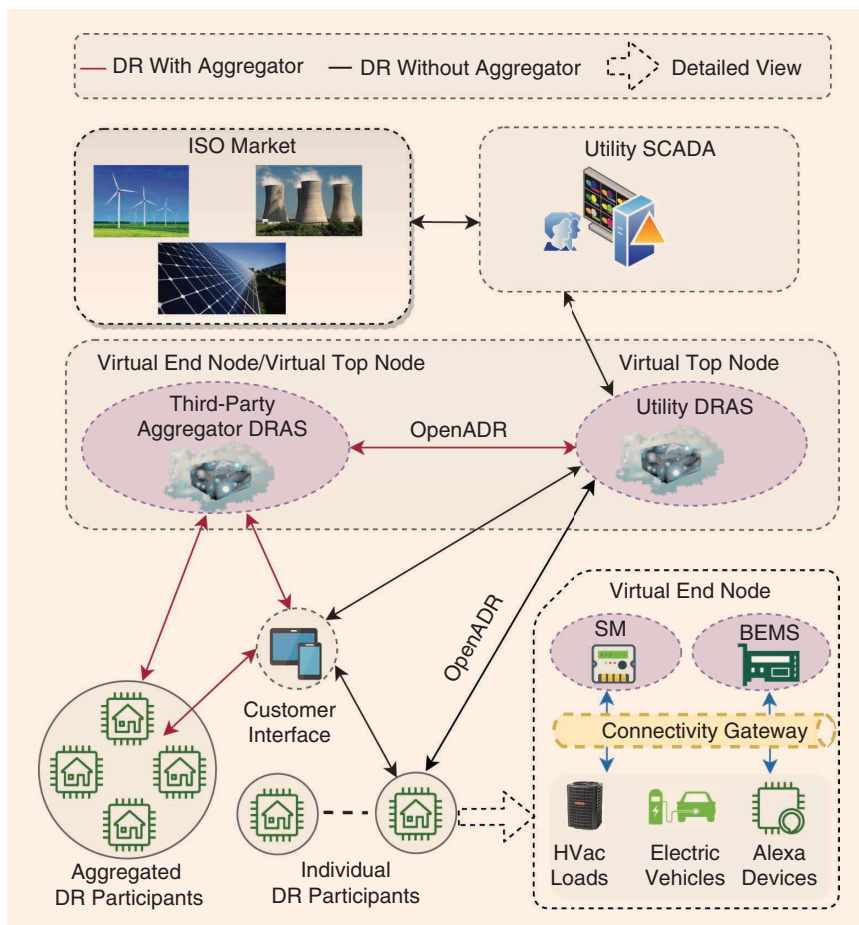 DR With Aggregator
DR Without Aggregator
Detailed View
ISO Market
Utility SCADA
Virtual End Node/Virtual Top Node
Virtual Top Node
Third-Party
Aggregator DRAS
OpenADR
Utility DRAS
OpenADR
Virtual End Node
SM
BEMS
Connectivity Gateway
Customer
Interface
HVac
Loads
Electric
Vehicles
Alexa
Devices
Aggregated
DR Participants
Individual
DR Participants